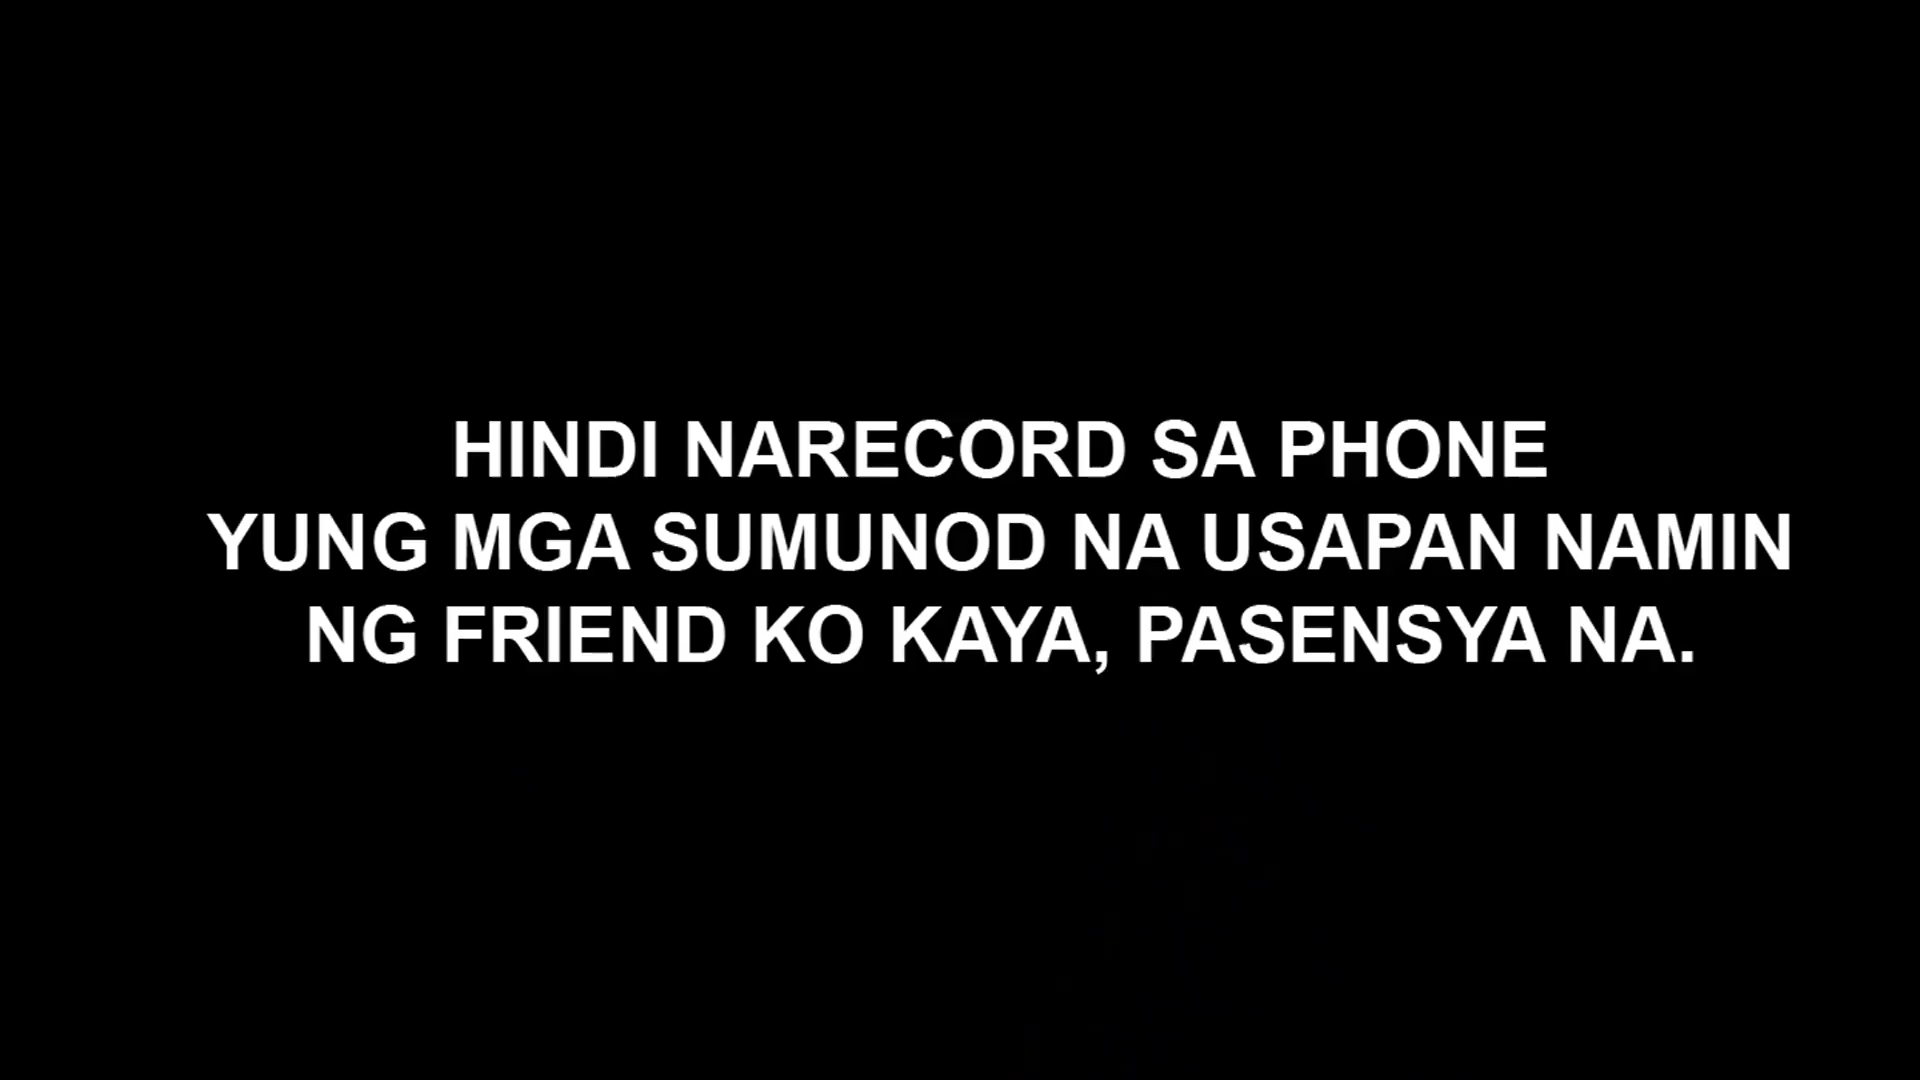 HINDI NARECORD SA PHONE
YUNG MGA SUMUNOD NA USAPAN NAMIN
NG FRIEND KO KAYA, PASENSYA NA.